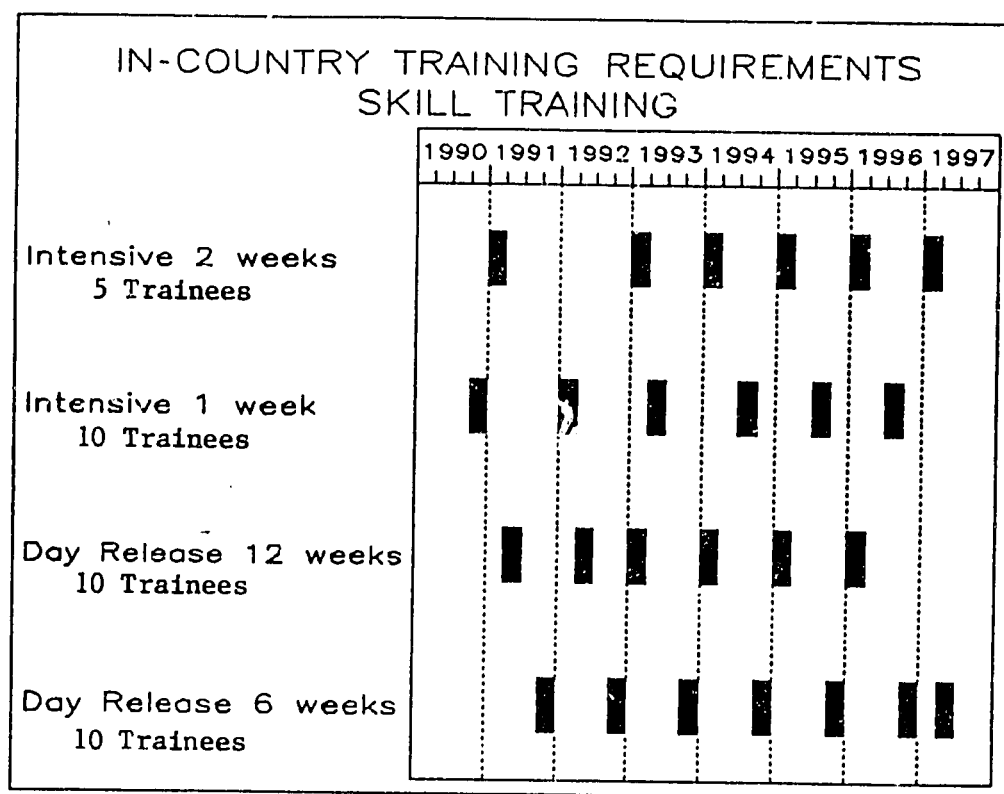 IN-COUNTRY TRAINING REQUIREMENTS
SKILL TRAINING
1990 1991 1992 1993 1994 1995 1996 1997
Intensive 2 weeks
5 Trainees
Intensive 1 week
10 Trainees
Day Release 12 weeks
10 Trainees
Day Release 6 weeks
10 Trainees